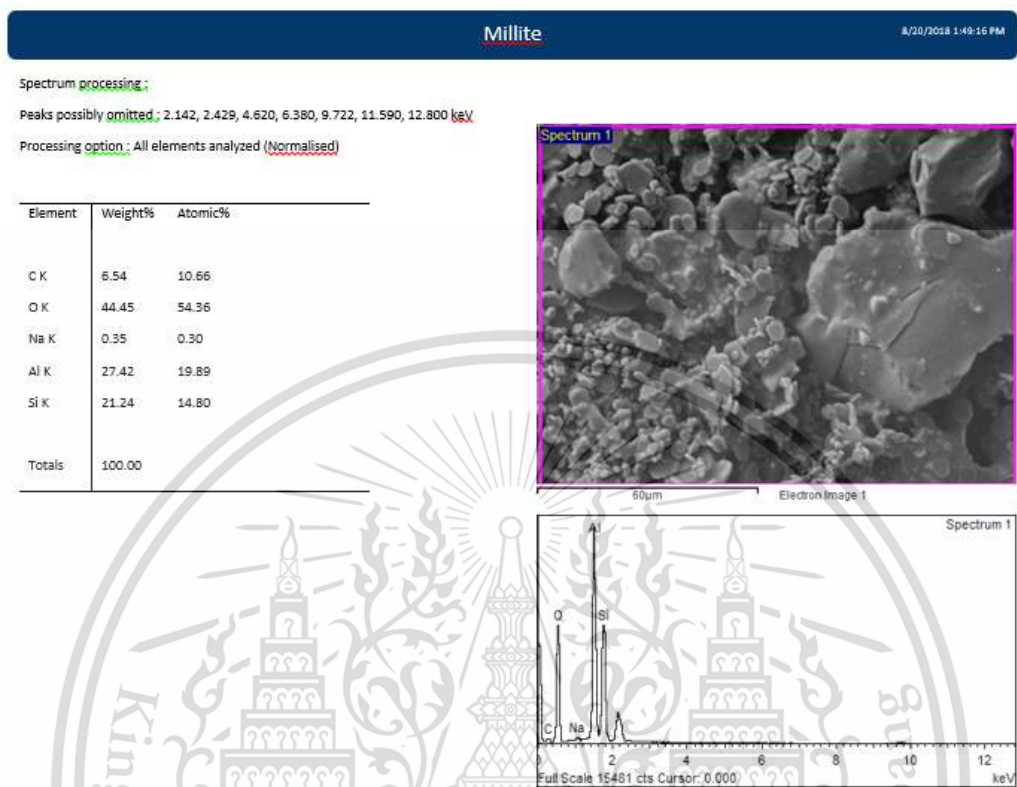 Millite
8/20/2018 1:49:16 PM
Spectrum processing :
Peaks possibly omitted : 2.142, 2.429, 4.620, 6.380, 9.722, 11.590, 12.800 keV
Processing option : All elements analyzed (Normalised)
Element Weight% Atomic%
C K 6.54 10.66
O K 44.45 54.36
Na K 0.35 0.30
Al K 27.42 19.89
Si K 21.24 14.80
Totals 100.00
Spectrum 1
60µm Electron Image 1
Spectrum 1
Al
O Si
C Na
0 2 4 6 8 10 12
Full Scale 15481 cts Cursor: 0.000 keV